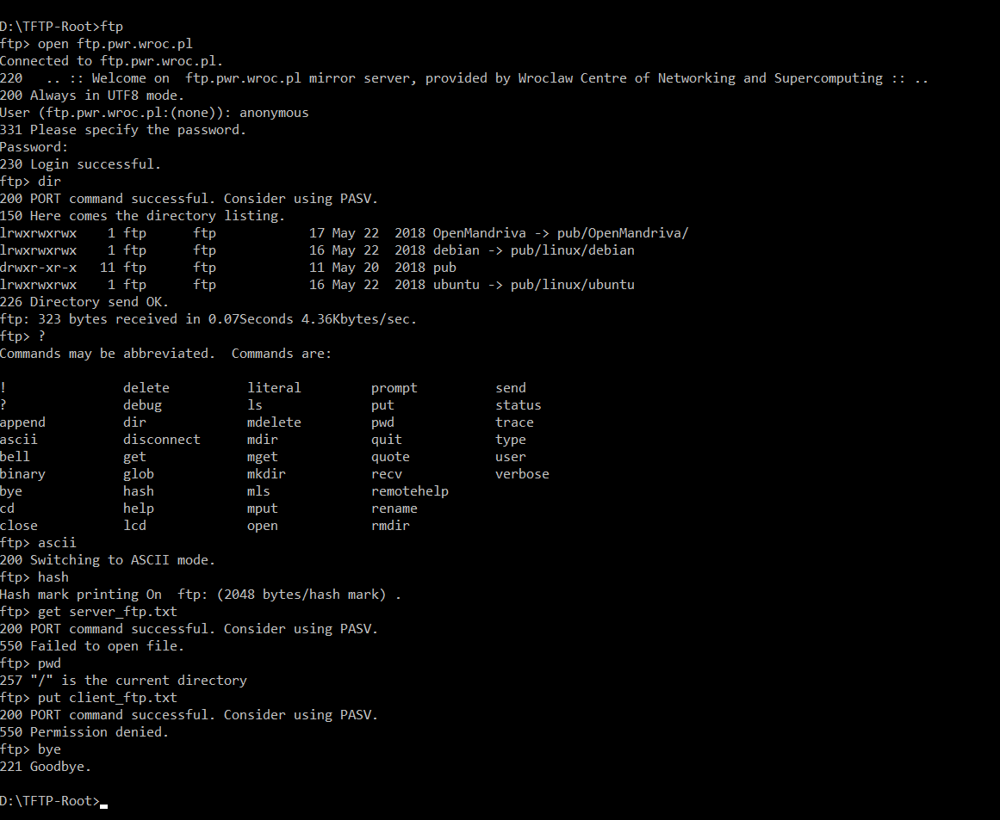 D:\TFTP-Root>ftp
ftp> open ftp.pwr.wroc.pl
Connected to ftp.pwr.wroc.pl.
220   .. :: Welcome on  ftp.pwr.wroc.pl mirror server, provided by Wroclaw Centre of Networking and Supercomputing :: ..
200 Always in UTF8 mode.
User (ftp.pwr.wroc.pl:(none)): anonymous
331 Please specify the password.
Password:
230 Login successful.
ftp> dir
200 PORT command successful. Consider using PASV.
150 Here comes the directory listing.
lrwxrwxrwx    1 ftp      ftp            17 May 22  2018 OpenMandriva -> pub/OpenMandriva/
lrwxrwxrwx    1 ftp      ftp            16 May 22  2018 debian -> pub/linux/debian
drwxr-xr-x   11 ftp      ftp            11 May 20  2018 pub
lrwxrwxrwx    1 ftp      ftp            16 May 22  2018 ubuntu -> pub/linux/ubuntu
226 Directory send OK.
ftp: 323 bytes received in 0.07Seconds 4.36Kbytes/sec.
ftp> ?
Commands may be abbreviated.  Commands are:

!               delete          literal         prompt          send
?               debug           ls              put             status
append          dir             mdelete         pwd             trace
ascii           disconnect      mdir            quit            type
bell            get             mget            quote           user
binary          glob            mkdir           recv            verbose
bye             hash            mls             remotehelp
cd              help            mput            rename
close           lcd             open            rmdir
ftp> ascii
200 Switching to ASCII mode.
ftp> hash
Hash mark printing On  ftp: (2048 bytes/hash mark) .
ftp> get server_ftp.txt
200 PORT command successful. Consider using PASV.
550 Failed to open file.
ftp> pwd
257 "/" is the current directory
ftp> put client_ftp.txt
200 PORT command successful. Consider using PASV.
550 Permission denied.
ftp> bye
221 Goodbye.

D:\TFTP-Root>